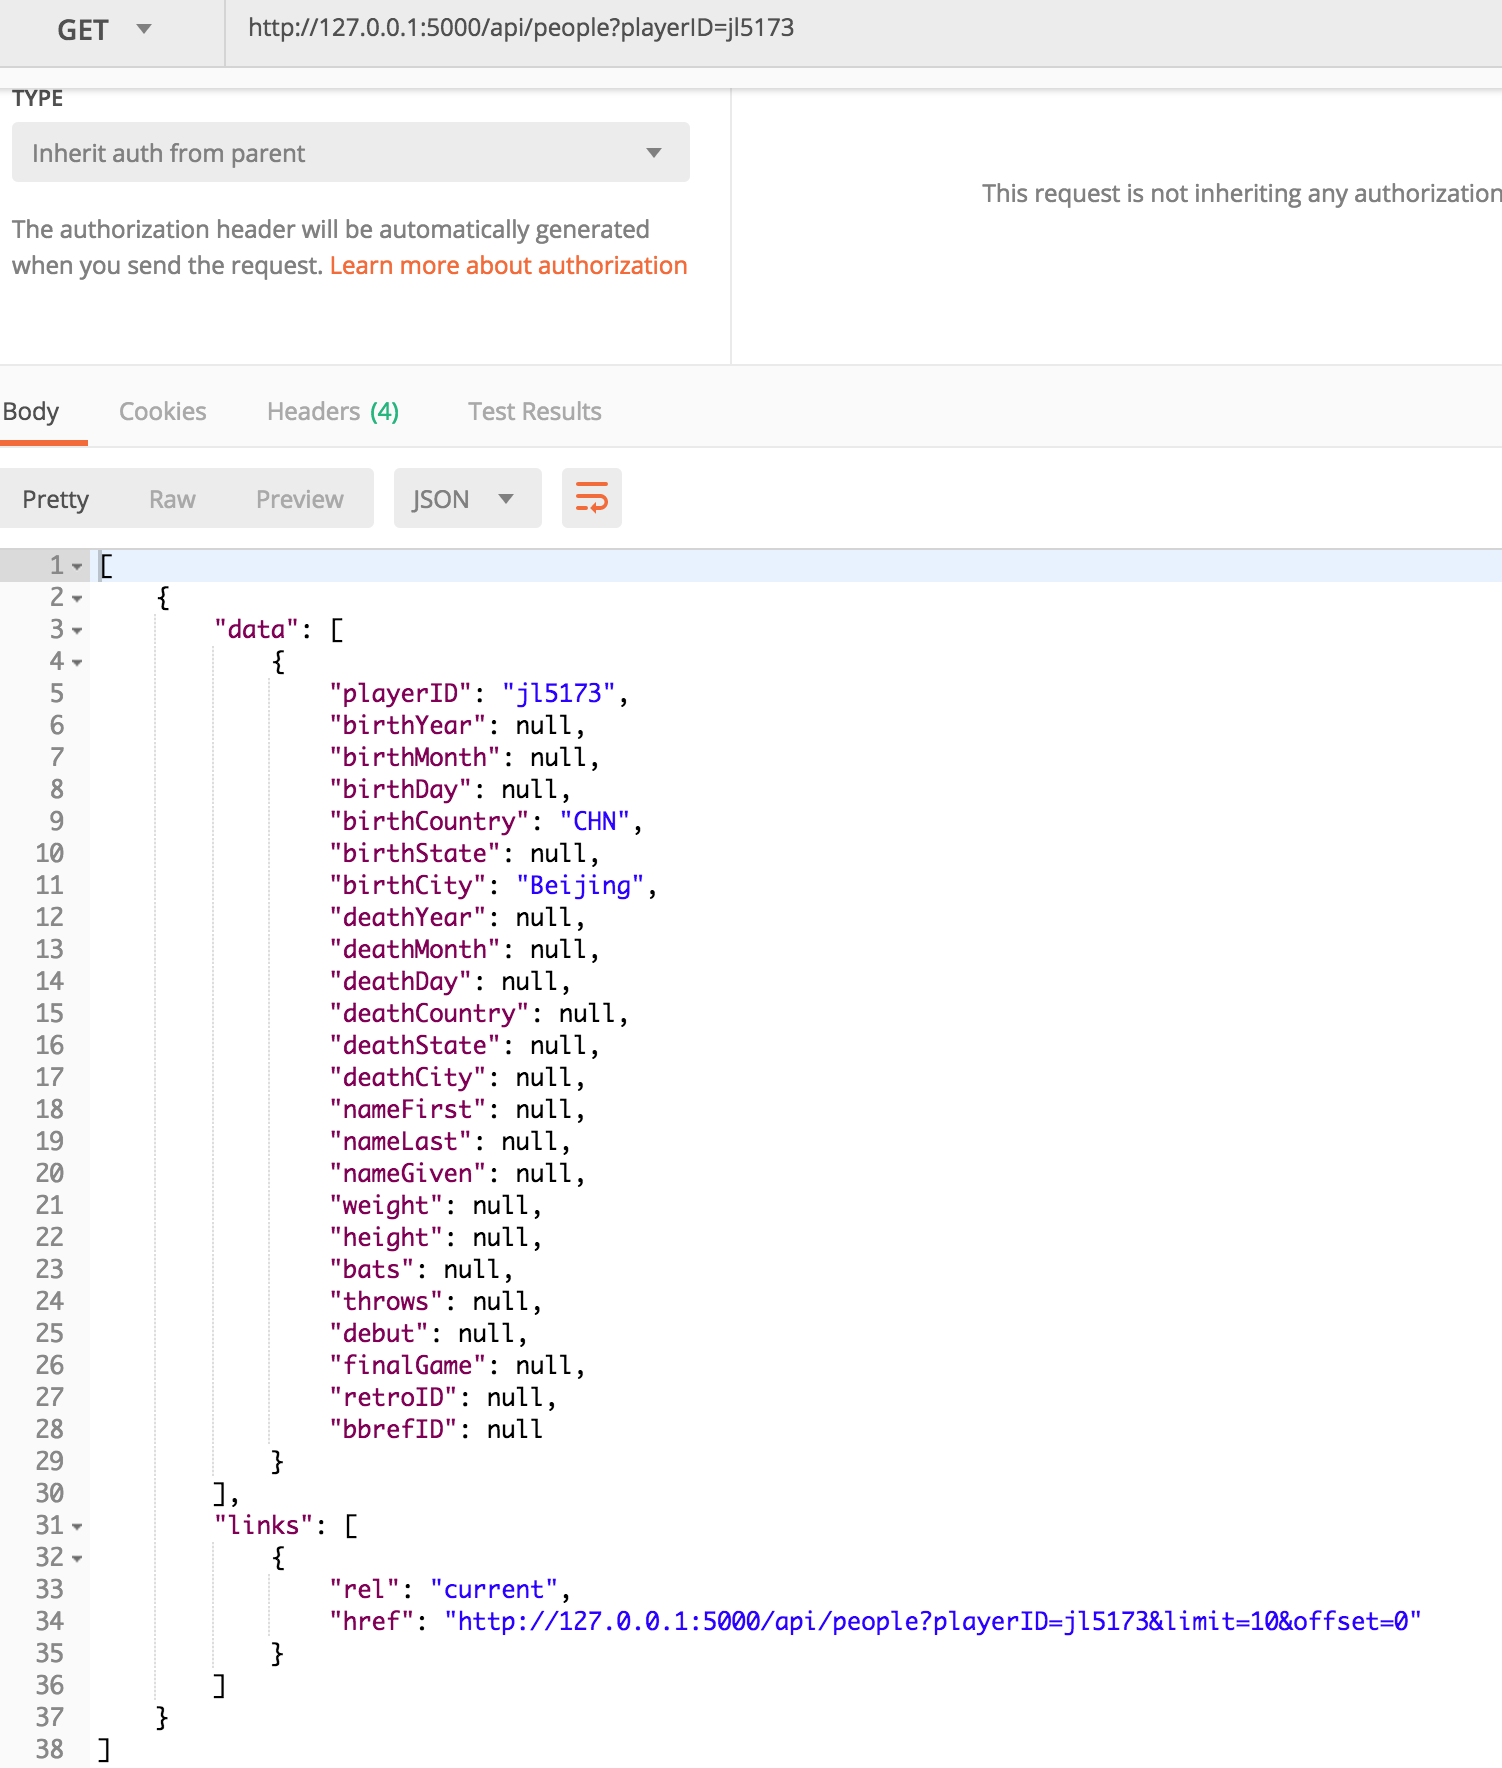 GET http://127.0.0.1:5000/api/people?playerID=jl5173
TYPE
Inherit auth from parent
The authorization header will be automatically generated
when you send the request. Learn more about authorization
This request is not inheriting any authorization
Body Cookies Headers (4) Test Results
Pretty Raw Preview JSON
1 [
2 {
3 "data": [
4 {
5 "playerID": "jl5173",
6 "birthYear": null,
7 "birthMonth": null,
8 "birthDay": null,
9 "birthCountry": "CHN",
10 "birthState": null,
11 "birthCity": "Beijing",
12 "deathYear": null,
13 "deathMonth": null,
14 "deathDay": null,
15 "deathCountry": null,
16 "deathState": null,
17 "deathCity": null,
18 "nameFirst": null,
19 "nameLast": null,
20 "nameGiven": null,
21 "weight": null,
22 "height": null,
23 "bats": null,
24 "throws": null,
25 "debut": null,
26 "finalGame": null,
27 "retroID": null,
28 "bbrefID": null
29 }
30 ],
31 "links": [
32 {
33 "rel": "current",
34 "href": "http://127.0.0.1:5000/api/people?playerID=jl5173&limit=10&offset=0"
35 }
36 ]
37 }
38 ]